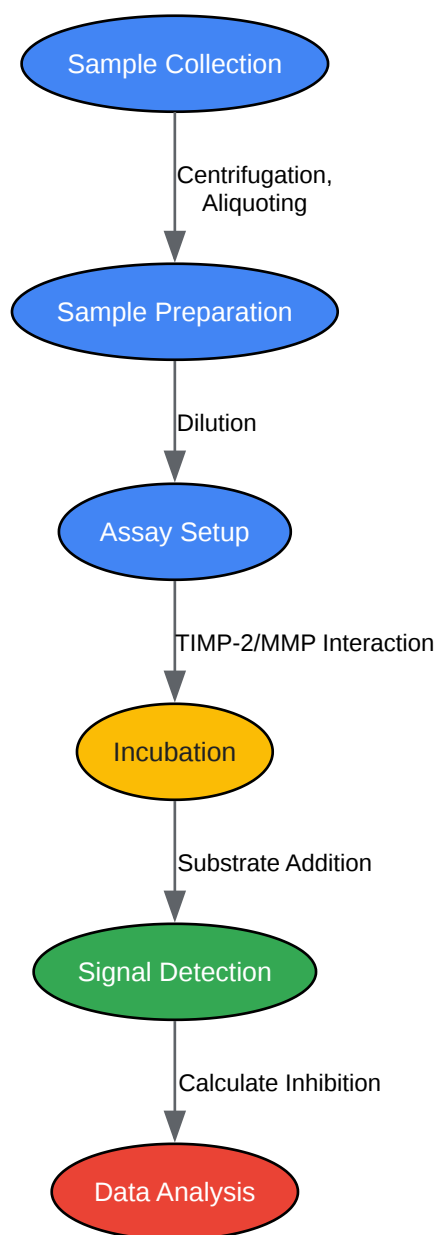 Sample Collection
Centrifugation,
Aliquoting
Sample Preparation
Dilution
Assay Setup
TIMP-2/MMP Interaction
Incubation
Substrate Addition
Signal Detection
Calculate Inhibition
Data Analysis